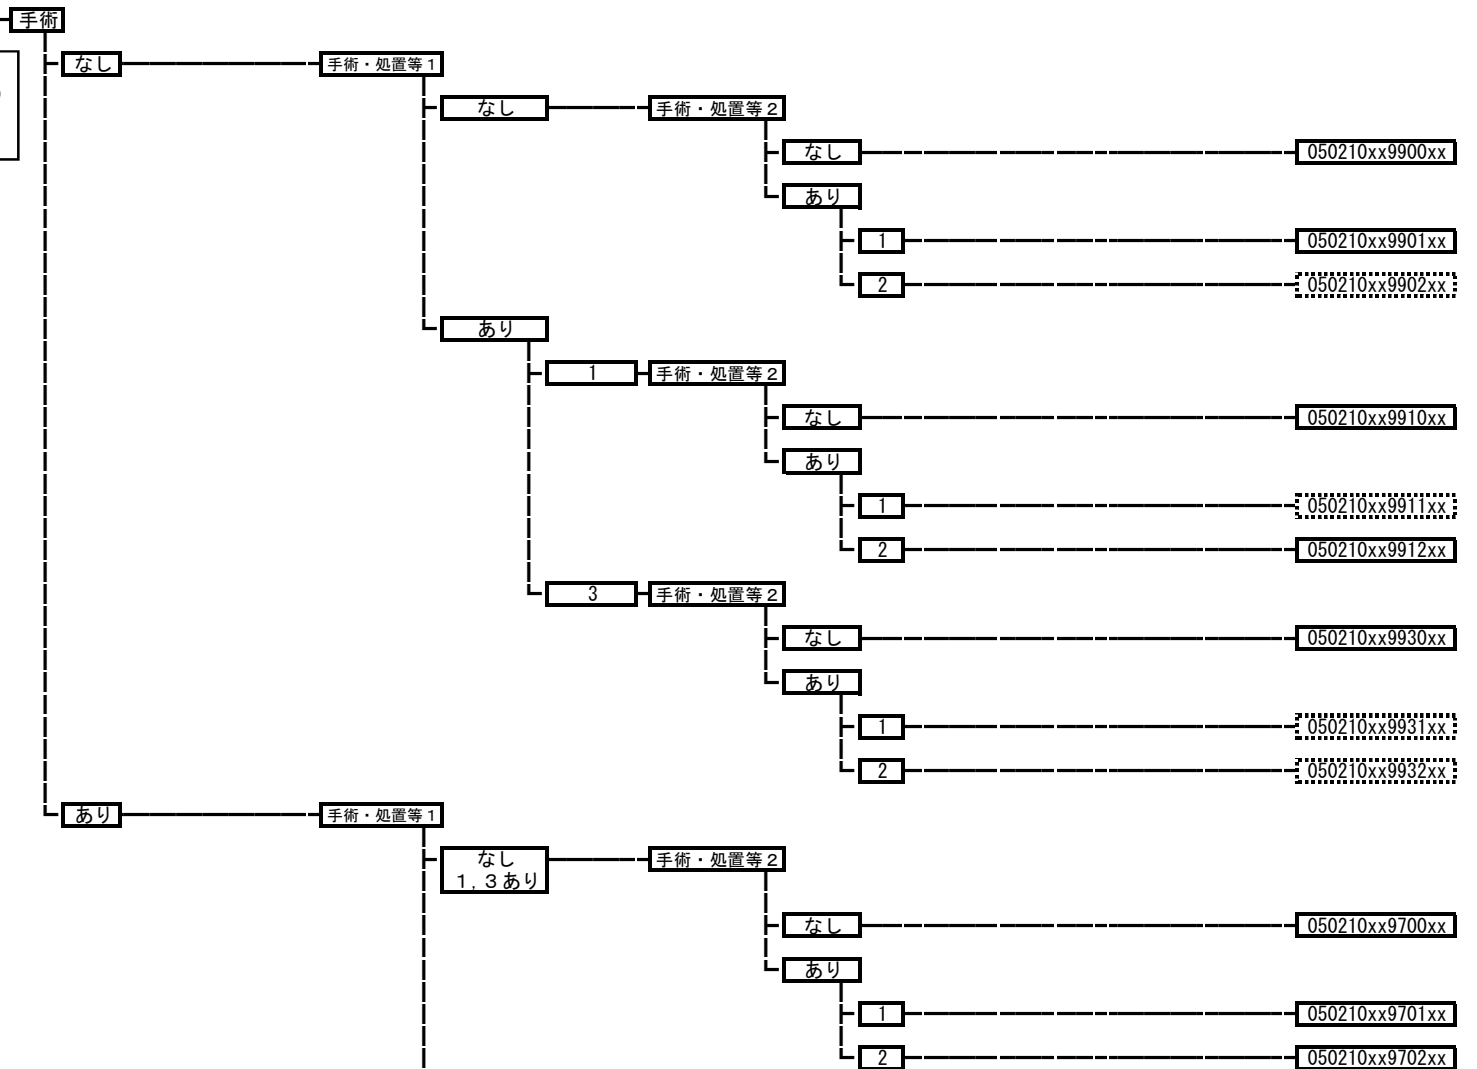 手術
なし 手術・処置等1
なし 手術・処置等2
なし 050210xx9900xx
あり
1 050210xx9901xx
2 050210xx9902xx
あり
1 手術・処置等2
なし 050210xx9910xx
あり
1 050210xx9911xx
2 050210xx9912xx
3 手術・処置等2
なし 050210xx9930xx
あり
1 050210xx9931xx
2 050210xx9932xx
あり 手術・処置等1
なし 手術・処置等2
1,3あり
なし 050210xx9700xx
あり
1 050210xx9701xx
2 050210xx9702xx